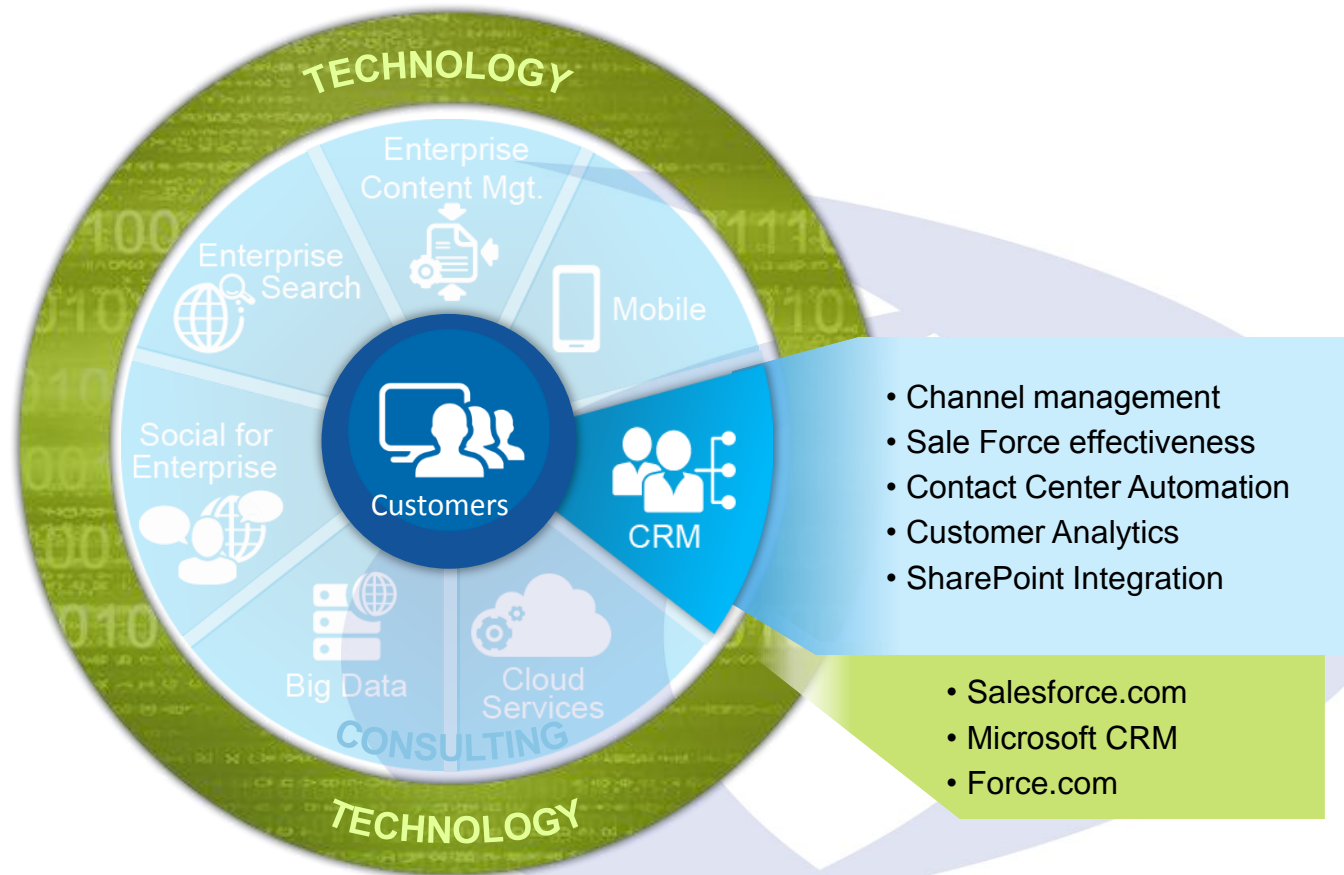 TECHNOLOGY
Enterprise
Content Mgt.
Enterprise
Search
Mobile
Social for
Enterprise
Customers
CRM
Big Data
Cloud
Services
CONSULTING
TECHNOLOGY
• Channel management
• Sale Force effectiveness
• Contact Center Automation
• Customer Analytics
• SharePoint Integration
• Salesforce.com
• Microsoft CRM
• Force.com